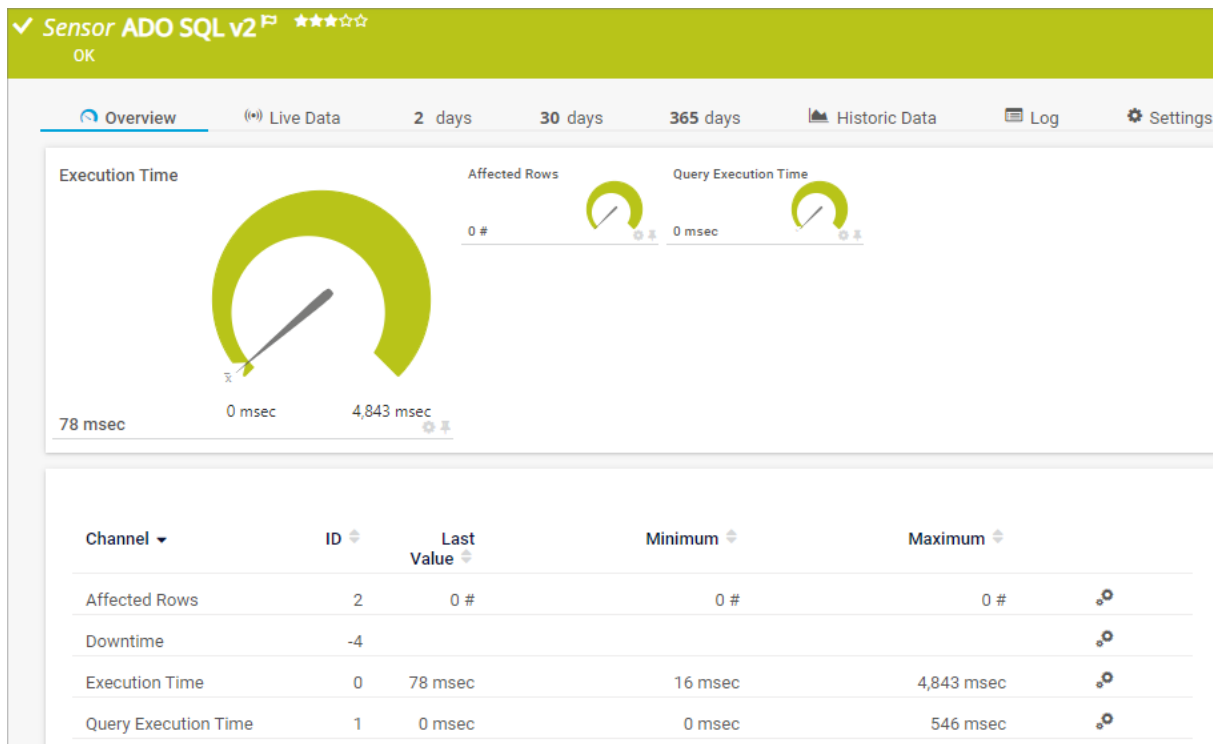 Sensor ADO SQL v2
OK
Overview Live Data 2 days 30 days 365 days Historic Data Log Settings
Execution Time
Affected Rows
Query Execution Time
0 #
0 msec
x̄
0 msec 4,843 msec
78 msec
Channel ID Last Value Minimum Maximum
Affected Rows 2 0 # 0 # 0 #
Downtime -4
Execution Time 0 78 msec 16 msec 4,843 msec
Query Execution Time 1 0 msec 0 msec 546 msec